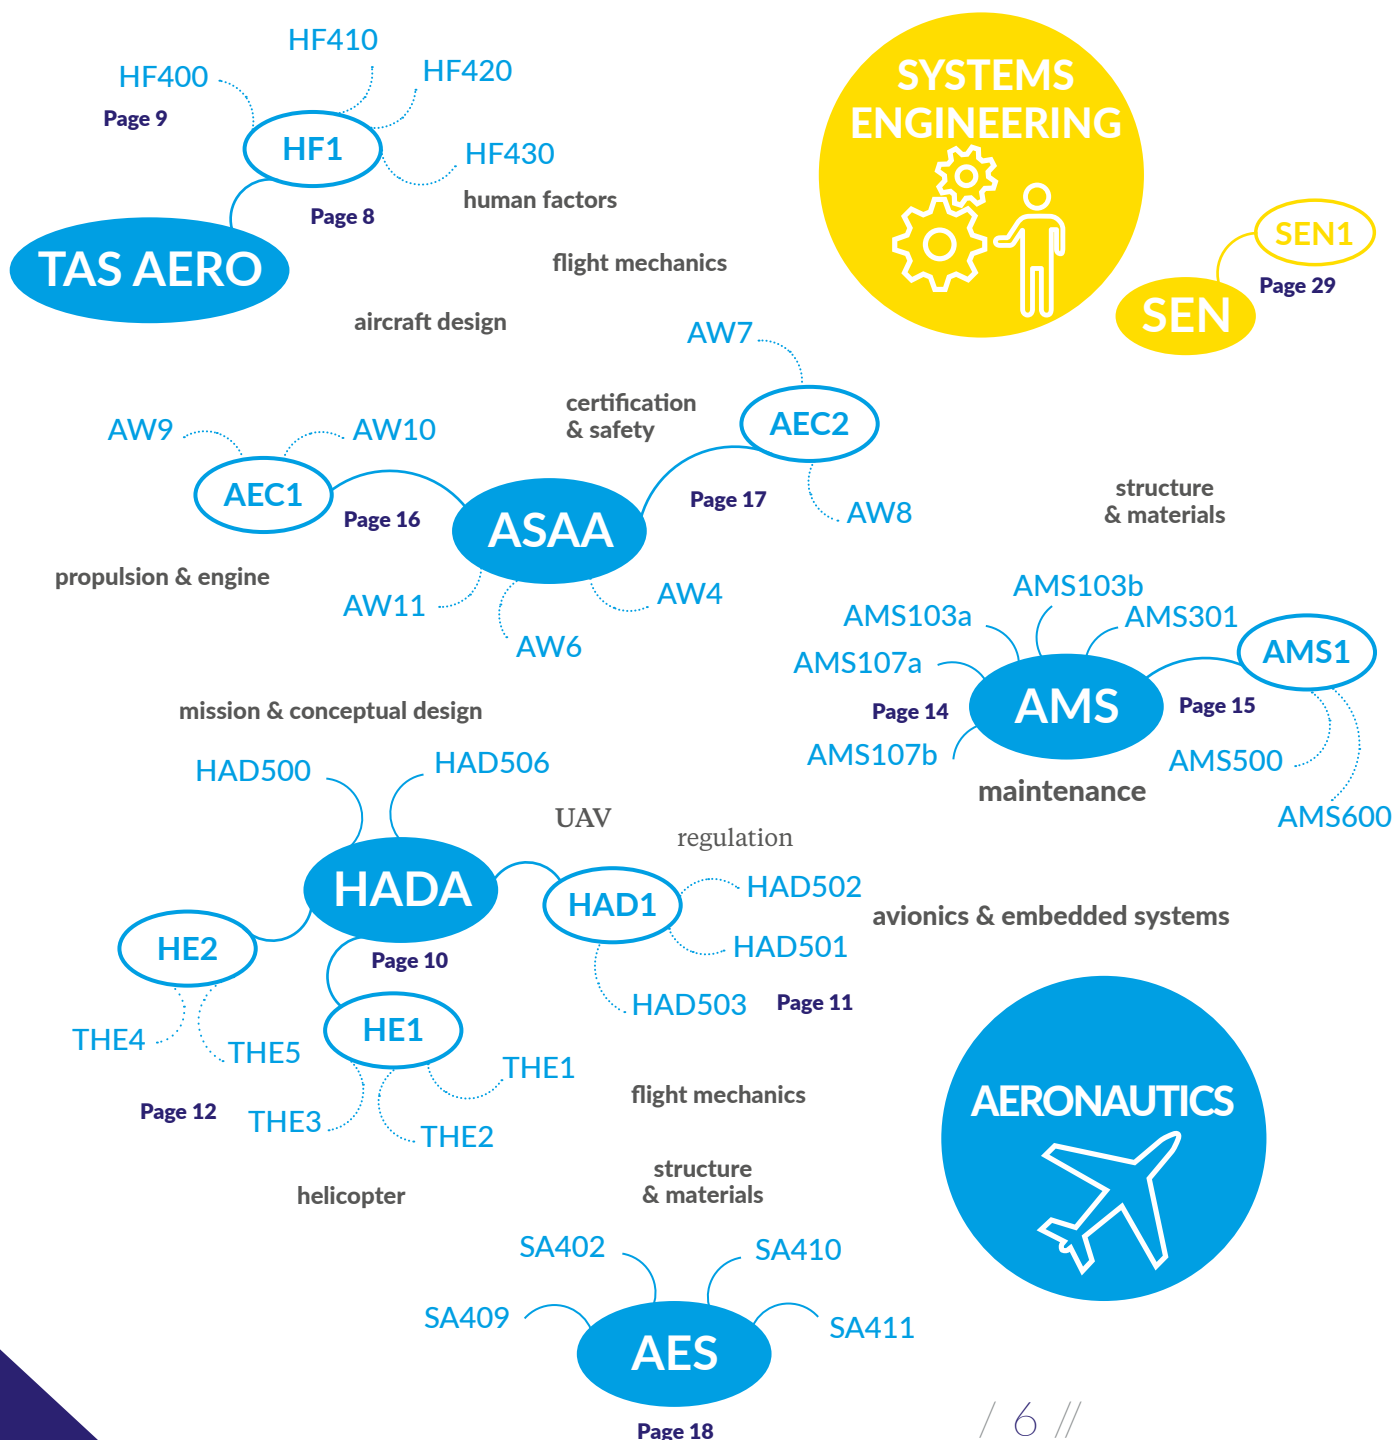 HF410
HF400
HF420
Page 9
HF1
HF430
human factors
Page 8
TAS AERO
flight mechanics
aircraft design
SYSTEMS
ENGINEERING
SEN1
Page 29
SEN
AW7
certification
& safety
AEC2
AW9
AW10
AEC1
Page 16
ASAA
Page 17
AW8
propulsion & engine
AW11
AW6
AW4
structure
& materials
AMS103b
AMS103a
AMS301
AMS107a
AMS1
Page 14
AMS
Page 15
AMS107b
AMS500
maintenance
AMS600
mission & conceptual design
HAD500
HAD506
UAV
regulation
HADA
HAD1
HAD502
avionics & embedded systems
HE2
Page 10
HAD501
HAD503
Page 11
HE1
THE4
THE5
THE1
Page 12
THE3
THE2
flight mechanics
helicopter
AERONAUTICS
structure
& materials
SA402
SA410
SA409
SA411
AES
Page 18
/ 6 //